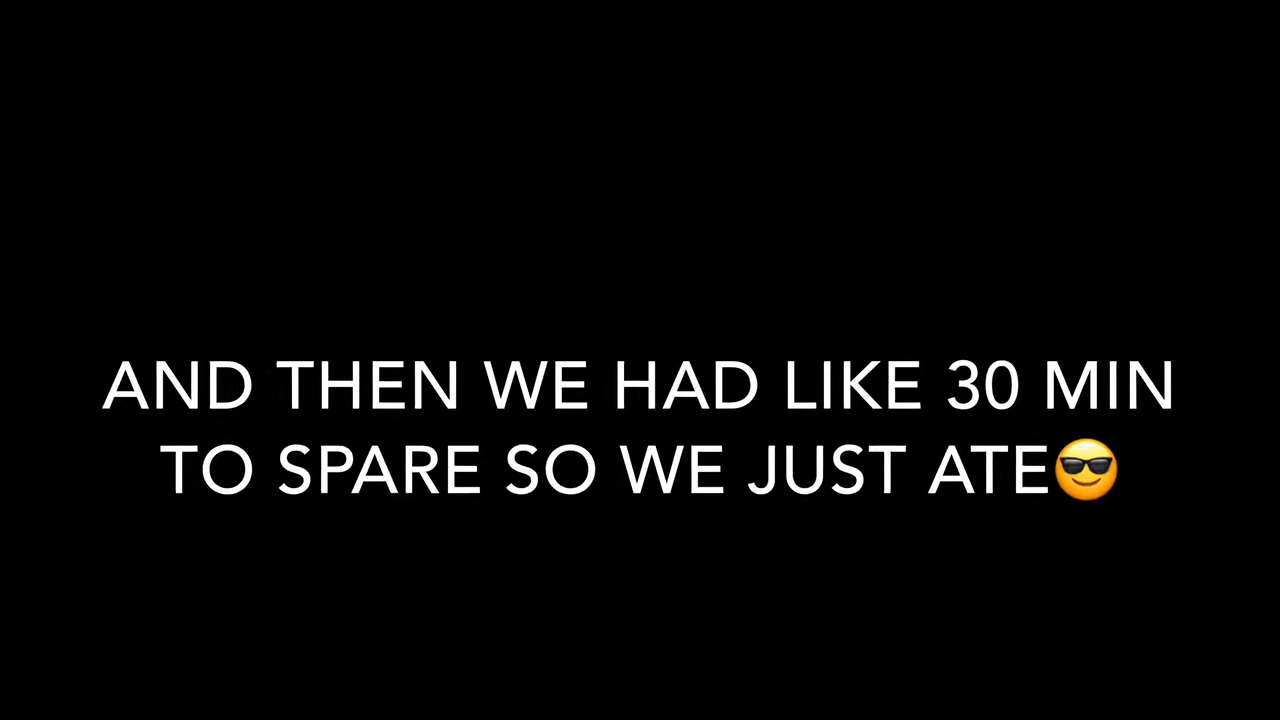 AND THEN WE HAD LIKE 30 MIN
TO SPARE SO WE JUST ATE😎